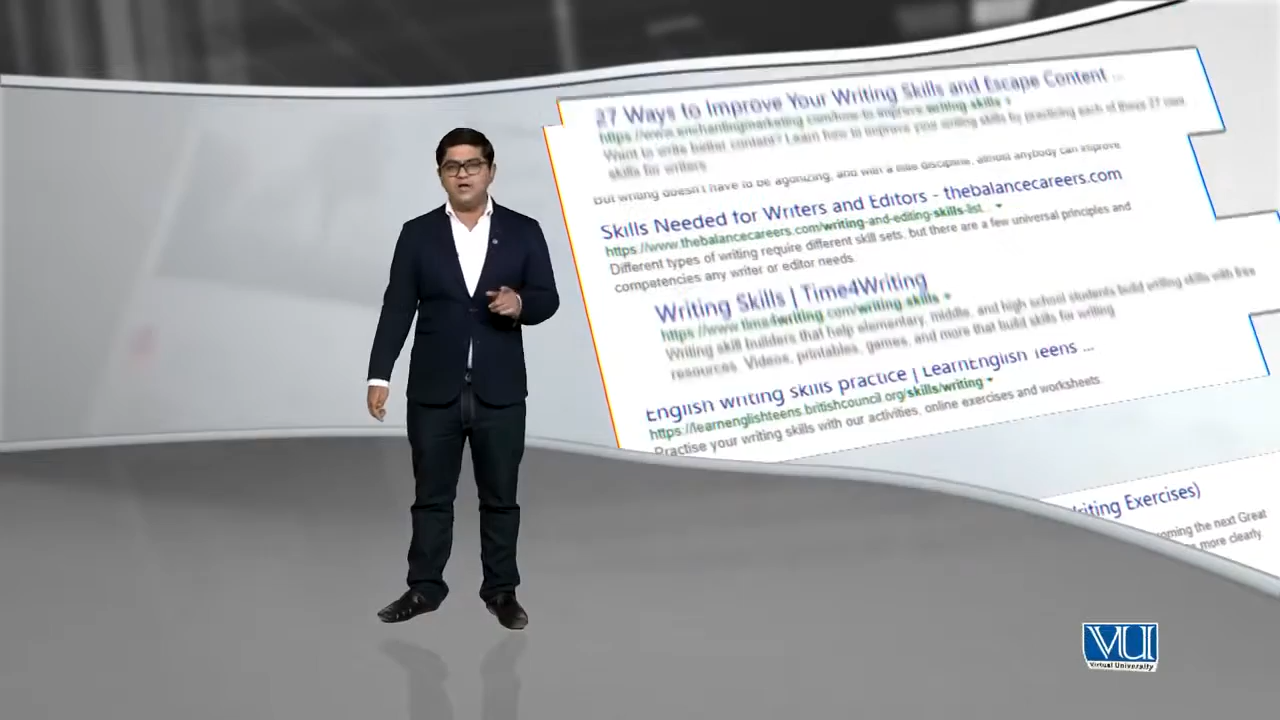 27 Ways to Improve Your Writing Skills and Escape Content ...
https://www.enchantingmarketing.com/how-to-improve-writing-skills
Want to write better content? Learn how to improve your writing skills by practicing each of these 27
skills for writers
But writing doesn't have to be agonizing, and with a little discipline, almost anybody can improve
Skills Needed for Writers and Editors - thebalancecareers.com
https://www.thebalancecareers.com/writing-and-editing-skills-list...
Different types of writing require different skill sets, but there are a few universal principles and
competencies any writer or editor needs.
Writing Skills | Time4Writing
https://www.time4writing.com/writing-skills
Writing skill builders that help elementary, middle, and high school students build writing skills with free
resources. Videos, printables, games, and more that build skills for writing
English writing skills practice | LearnEnglish Teens ...
https://learnenglishteens.britishcouncil.org/skills/writing
Practise your writing skills with our activities, online exercises and worksheets.
riting Exercises)
oming the next Great
more clearly
VU
Virtual University